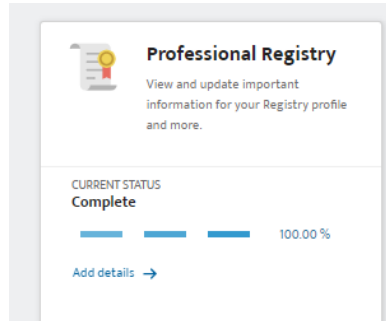 Professional Registry
View and update important
information for your Registry profile
and more.
CURRENT STATUS
Complete
100.00 %
Add details →